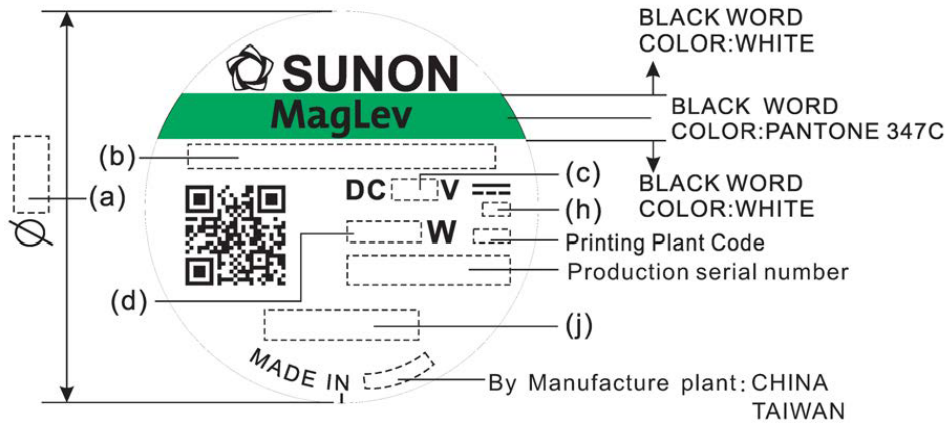 BLACK WORD
COLOR:WHITE
SUNON
MagLev
BLACK WORD
COLOR:PANTONE 347C
(b)
(a)
Ø
DC V
(c)
BLACK WORD
COLOR:WHITE
(h)
W
Printing Plant Code
Production serial number
(d)
(j)
MADE IN
By Manufacture plant: CHINA
TAIWAN